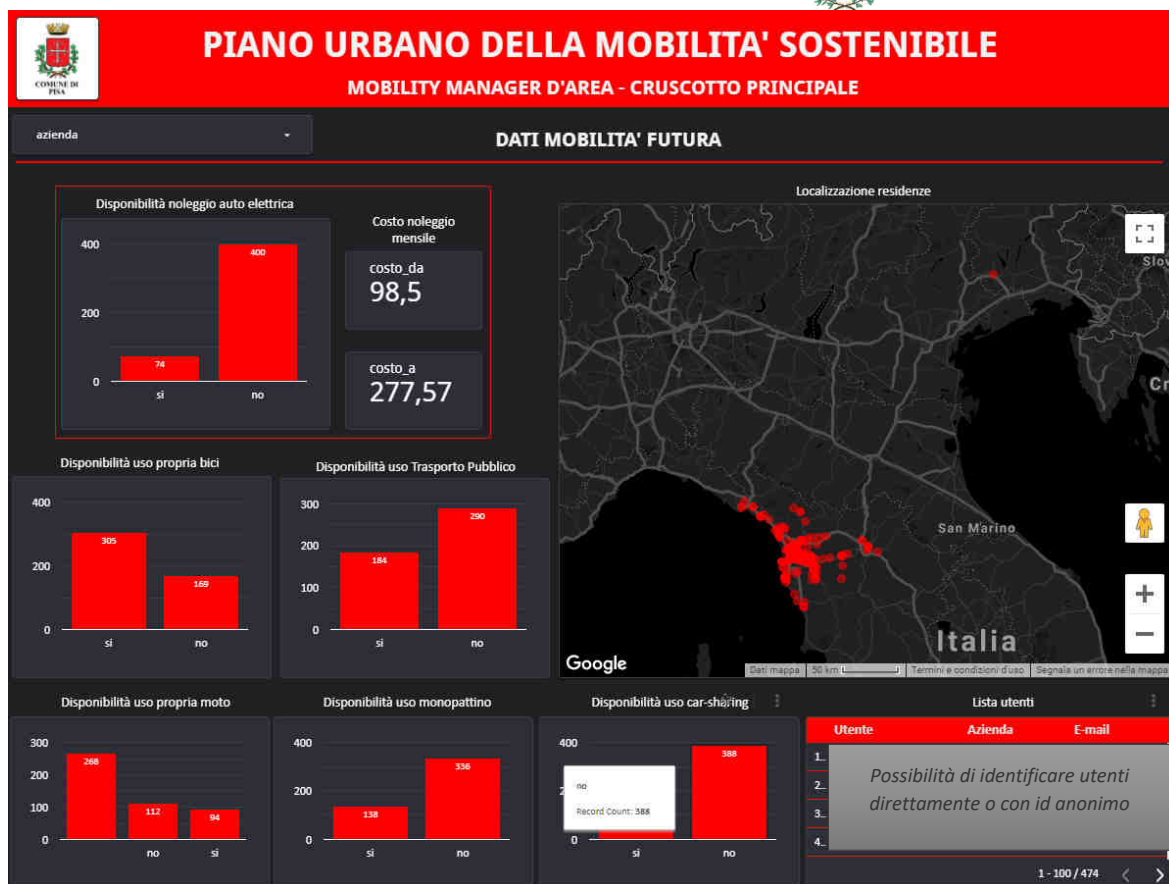 COMUNE DI
PISA
PIANO URBANO DELLA MOBILITA' SOSTENIBILE
MOBILITY MANAGER D'AREA - CRUSCOTTO PRINCIPALE
azienda
DATI MOBILITA' FUTURA
Disponibilità noleggio auto elettrica
400
200
0
74
400
si
no
Costo noleggio
mensile
costo_da
98,5
costo_a
277,57
Localizzazione residenze
San Marino
Italia
Google
Dati mappa
50 km
Termini e condizioni d'uso
Segnala un errore nella mappa
Disponibilità uso propria bici
400
200
0
305
169
si
no
Disponibilità uso Trasporto Pubblico
300
200
100
0
184
290
si
no
Disponibilità uso propria moto
300
200
100
0
268
112
94
no
si
Disponibilità uso monopattino
400
200
0
138
336
si
no
Disponibilità uso car-sharing
400
2
0
no
Record Count: 388
388
si
no
Lista utenti
Utente Azienda E-mail
1..
2..
3..
4..
Possibilità di identificare utenti
direttamente o con id anonimo
1 - 100 / 474